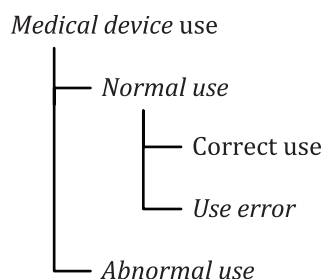 Medical device use
Normal use
Correct use
Use error
Abnormal use